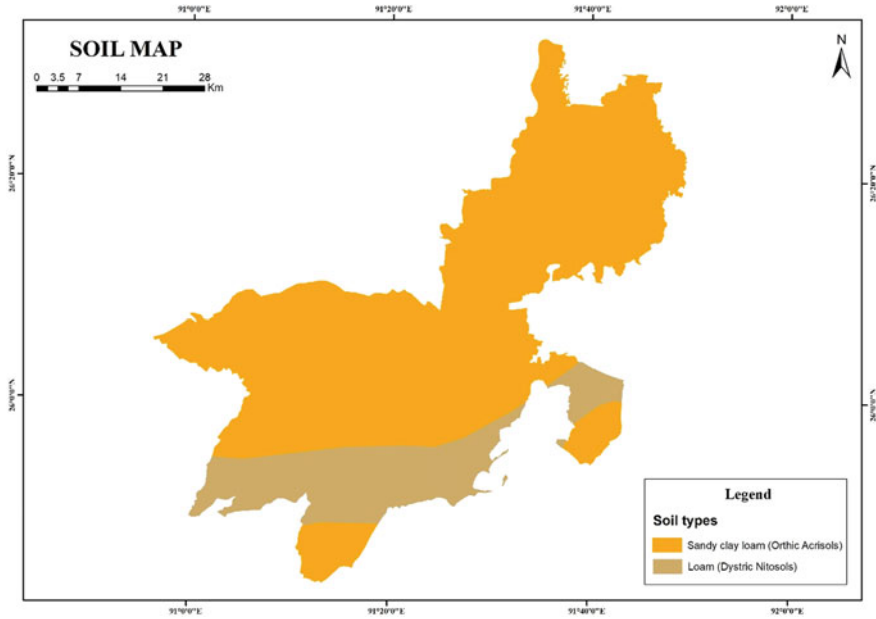 91°0'0"E 91°20'0"E 91°40'0"E 92°0'0"E
SOIL MAP
0 3.5 7 14 21 28
Km
N
26°20'0"N 26°20'0"N
26°0'0"N 26°0'0"N
Legend
Soil types
Sandy clay loam (Orthic Acrisols)
Loam (Dystric Nitosols)
91°0'0"E 91°20'0"E 91°40'0"E 92°0'0"E